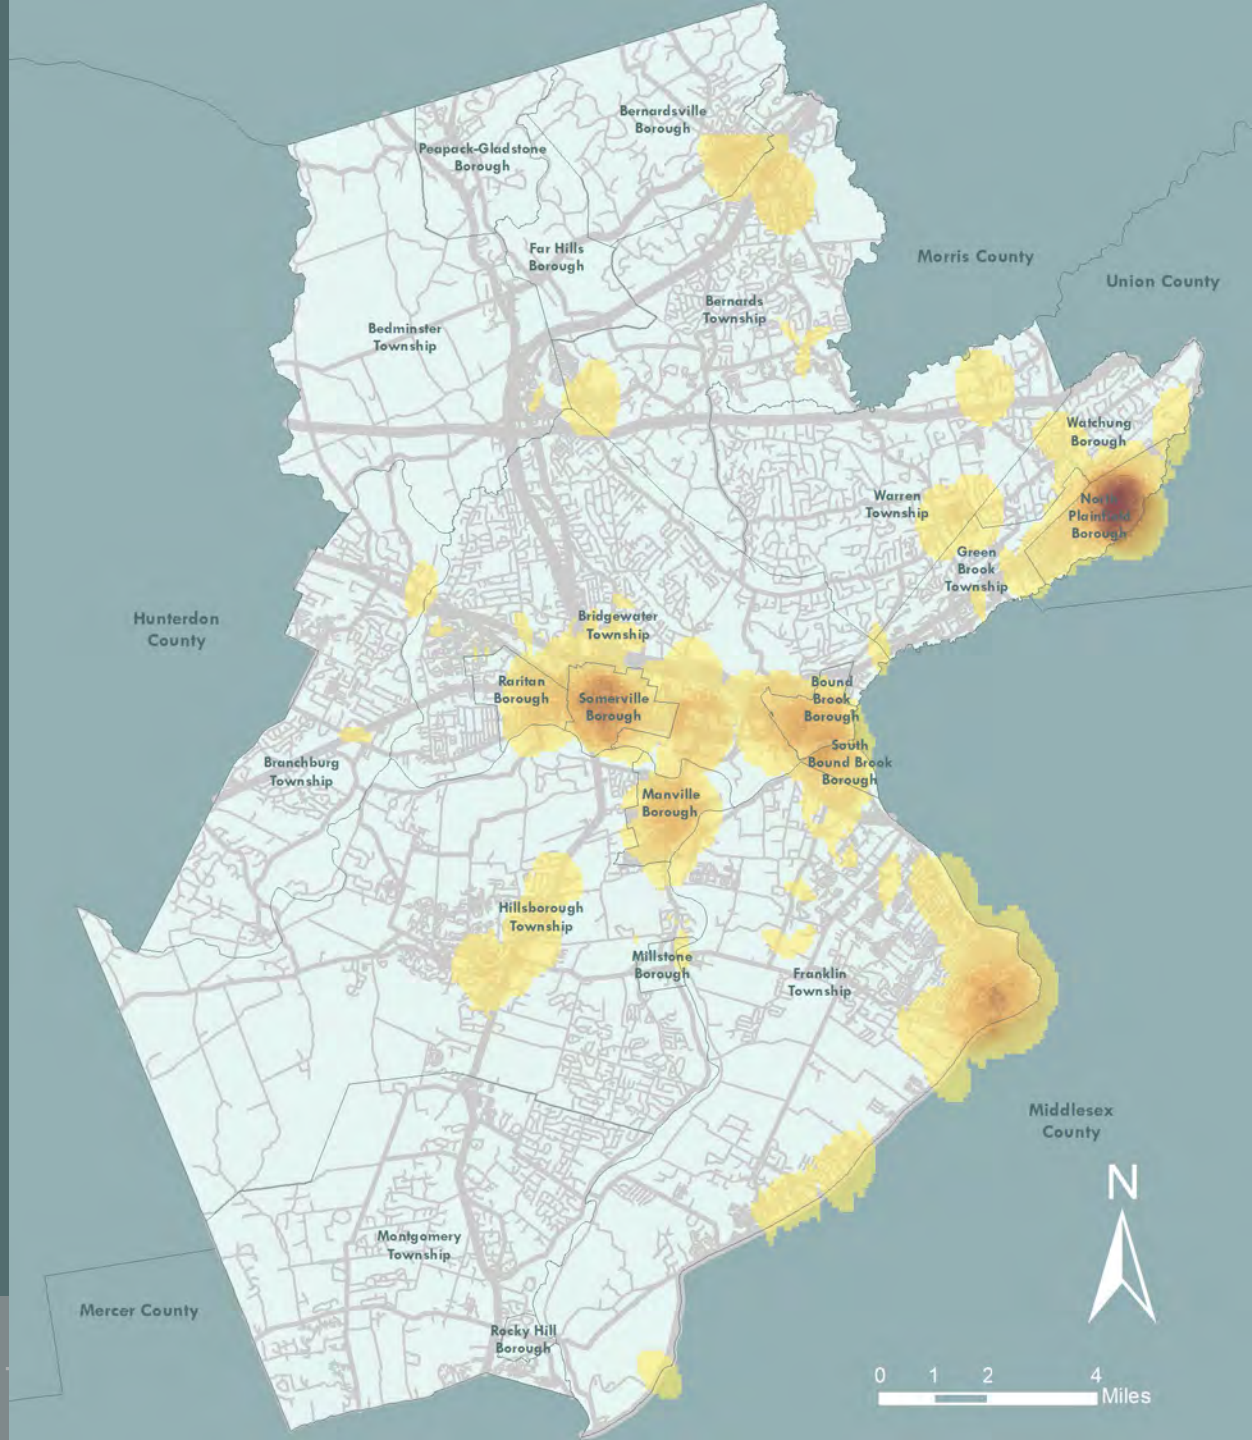 Bernardsville
Borough
Peapack-Gladstone
Borough
Far Hills
Borough
Morris County
Union County
Bernards
Township
Bedminster
Township
Watchung
Borough
Warren
Township
North
Plainfield
Borough
Green
Brook
Township
Hunterdon
County
Bridgewater
Township
Raritan
Borough
Somerville
Borough
Bound
Brook
Borough
South
Bound Brook
Borough
Branchburg
Township
Manville
Borough
Hillsborough
Township
Millstone
Borough
Franklin
Township
Middlesex
County
N
Montgomery
Township
Mercer County
Rocky Hill
Borough
0 1 2 4
Miles